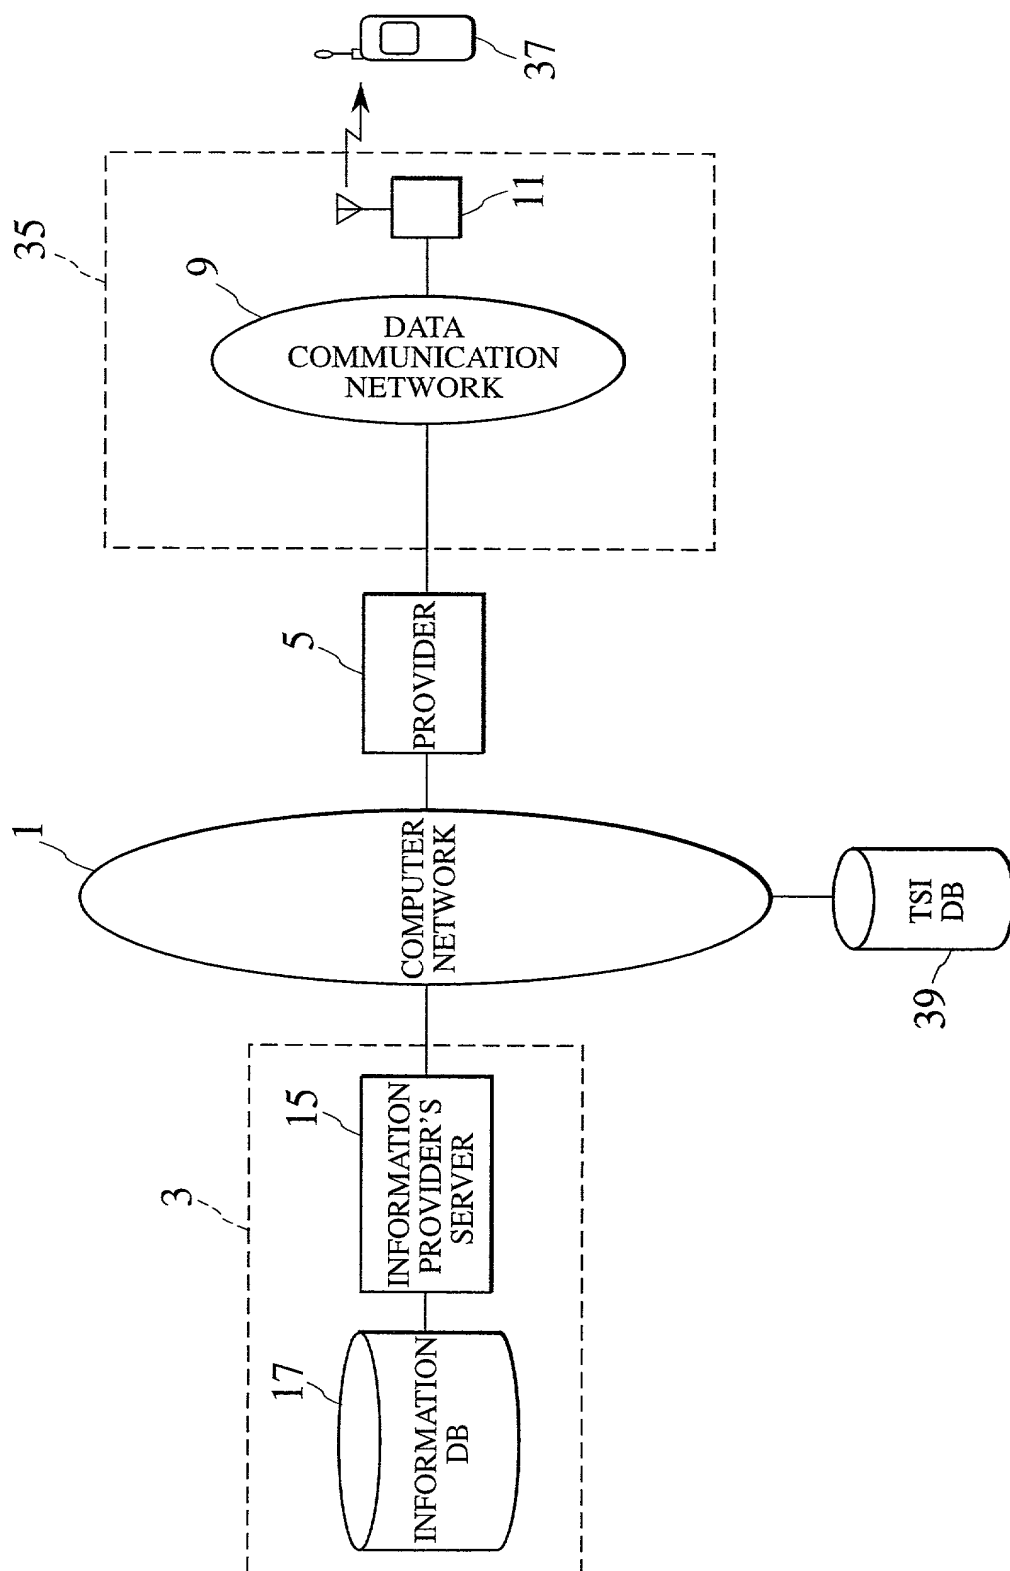 37
35
11
9
DATA
COMMUNICATION
NETWORK
5
PROVIDER
1
COMPUTER
NETWORK
TSI
DB
39
3
15
INFORMATION
PROVIDER'S
SERVER
17
INFORMATION
DB